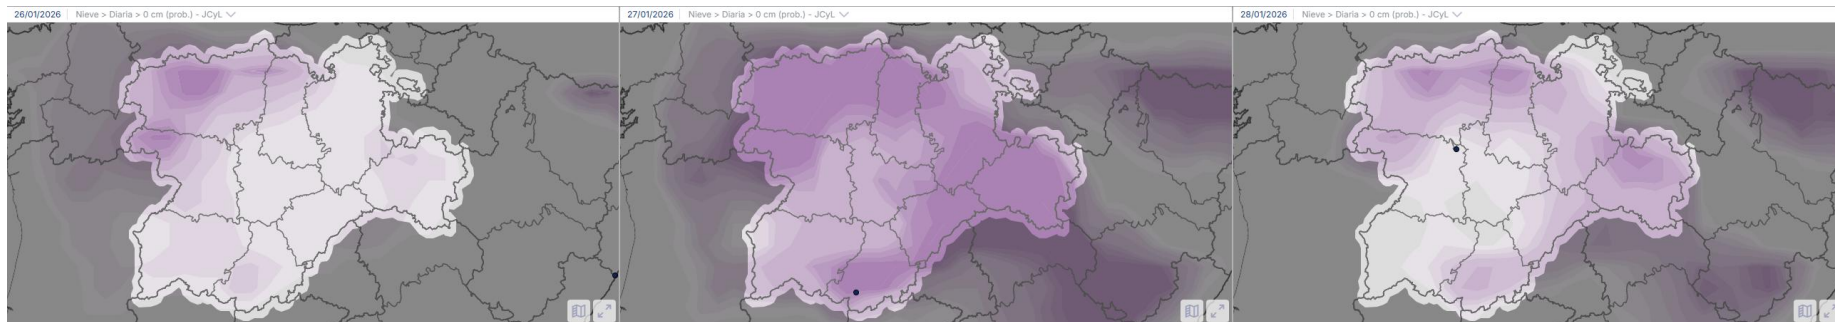 26/01/2026 Nieve > Diaria > 0 cm (prob.) - JCyL
27/01/2026 Nieve > Diaria > 0 cm (prob.) - JCyL
28/01/2026 Nieve > Diaria > 0 cm (prob.) - JCyL